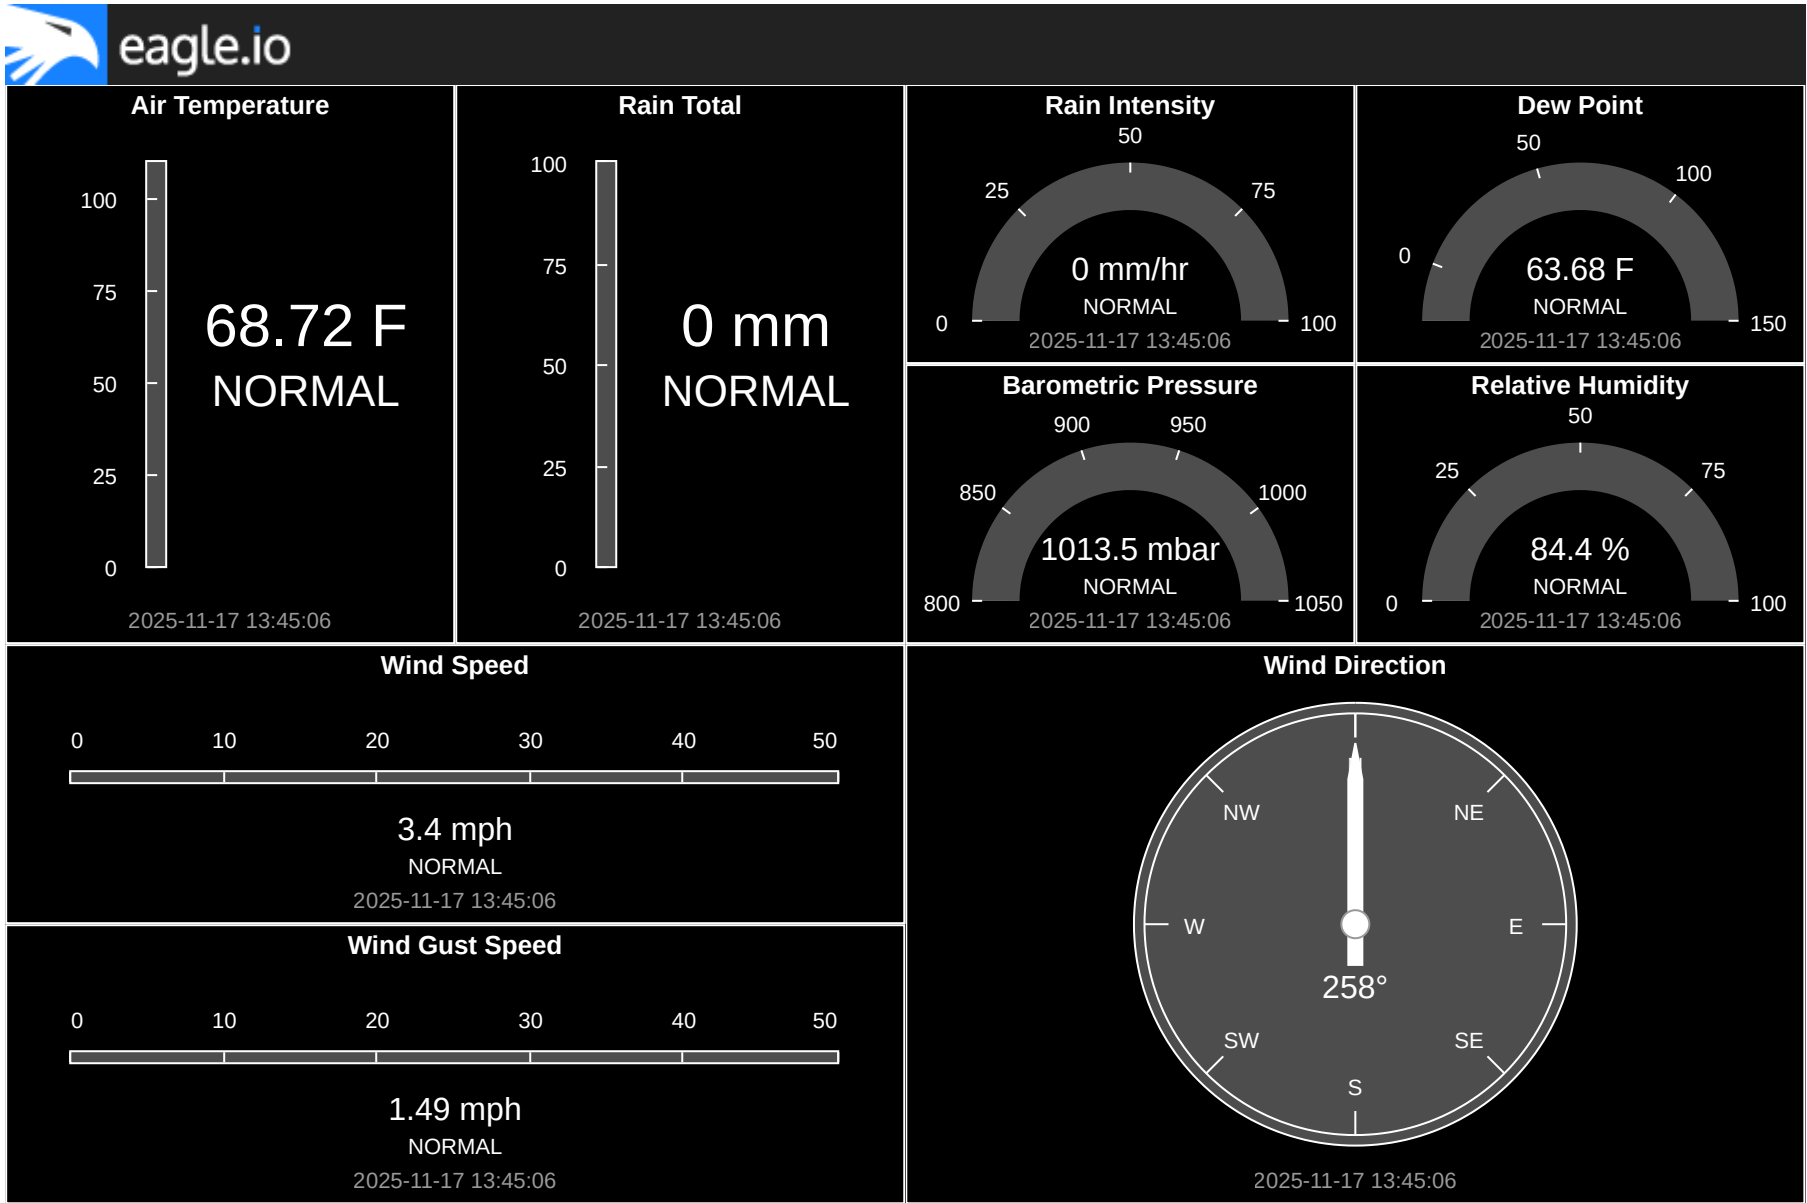 eagle.io
Air Temperature
100
75
50
25
0
68.72 F
NORMAL
2025-11-17 13:45:06
Rain Total
100
75
50
25
0
0 mm
NORMAL
2025-11-17 13:45:06
Rain Intensity
0
25
50
75
100
0 mm/hr
NORMAL
2025-11-17 13:45:06
Dew Point
0
50
100
150
63.68 F
NORMAL
2025-11-17 13:45:06
Barometric Pressure
800
850
900
950
1000
1050
1013.5 mbar
NORMAL
2025-11-17 13:45:06
Relative Humidity
0
25
50
75
100
84.4 %
NORMAL
2025-11-17 13:45:06
Wind Speed
0 10 20 30 40 50
3.4 mph
NORMAL
2025-11-17 13:45:06
Wind Gust Speed
0 10 20 30 40 50
1.49 mph
NORMAL
2025-11-17 13:45:06
Wind Direction
NW NE
W E
258°
SW SE
S
2025-11-17 13:45:06